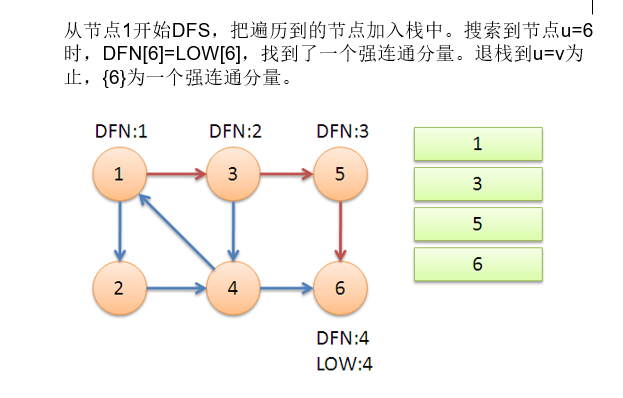 从节点1开始DFS，把遍历到的节点加入栈中。搜索到节点u=6
时，DFN[6]=LOW[6]，找到了一个强连通分量。退栈到u=v为
止，{6}为一个强连通分量。
DFN:1 DFN:2 DFN:3
1 3 5
2 4 6
DFN:4
LOW:4
1
3
5
6